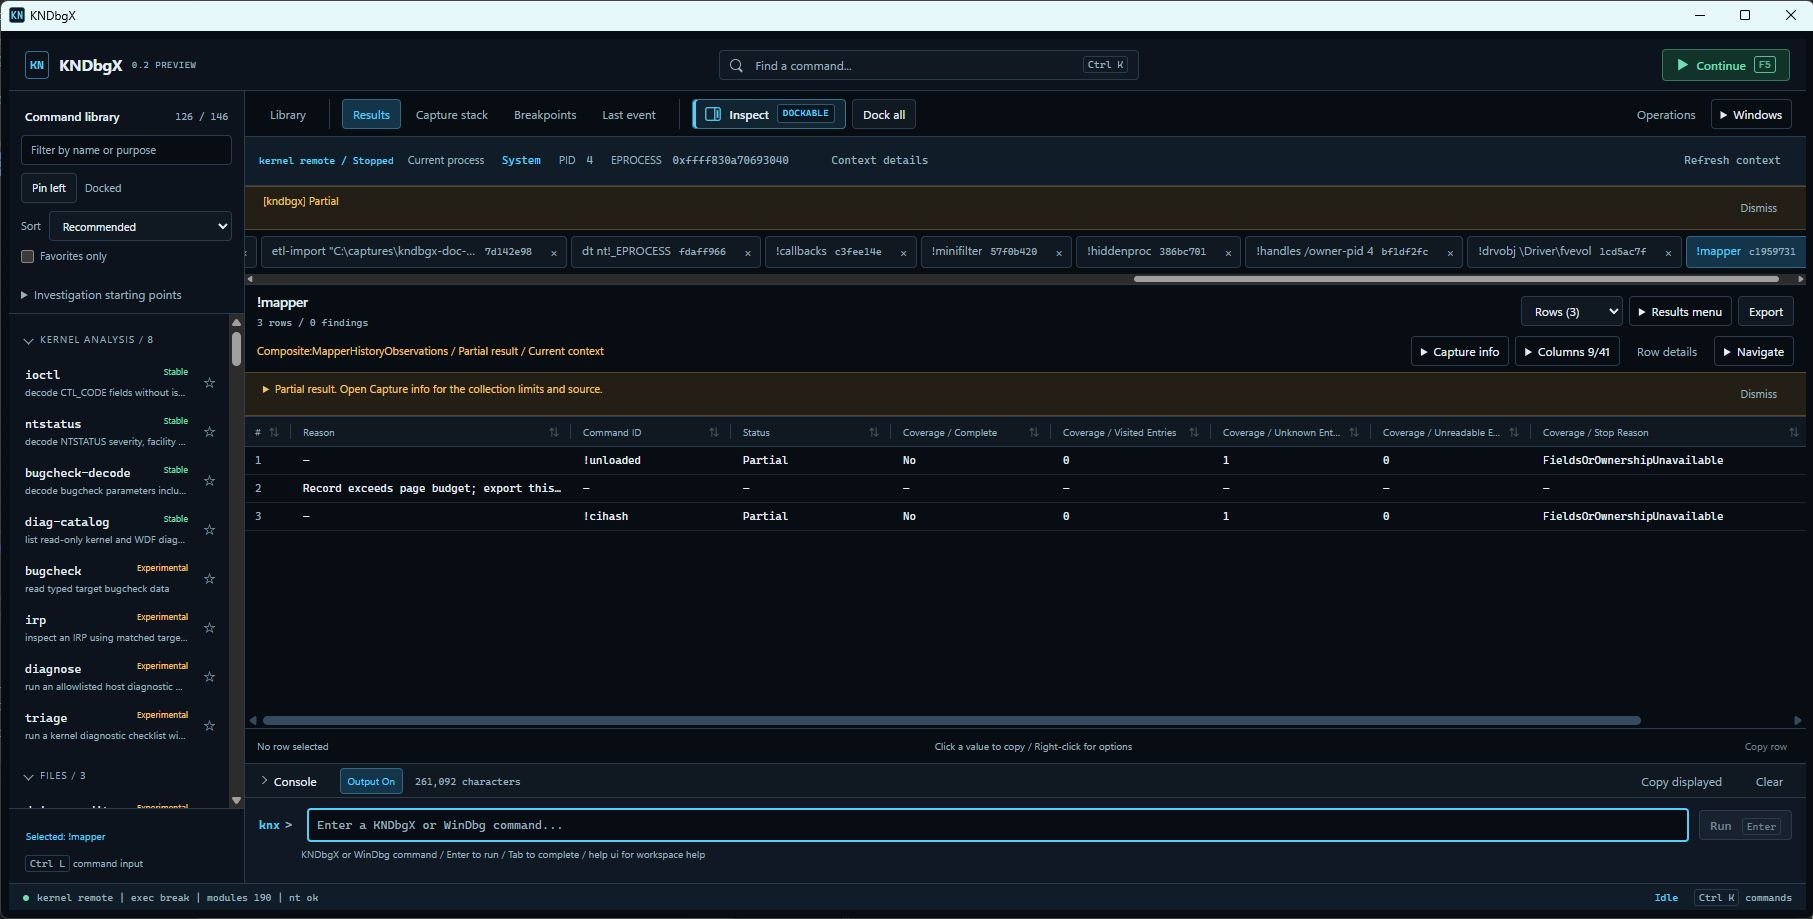 KN KNDbgX
KN KNDbgX 0.2 PREVIEW Find a command... Ctrl K Continue F5
Command library 126 / 146
Filter by name or purpose
Pin left Docked
Sort Recommended
Favorites only
Investigation starting points
KERNEL ANALYSIS / 8
ioctl Stable
decode CTL_CODE fields without is...
ntstatus Stable
decode NTSTATUS severity, facility ...
bugcheck-decode Stable
decode bugcheck parameters inclu...
diag-catalog Stable
list read-only kernel and WDF diag...
bugcheck Experimental
read typed target bugcheck data
irp Experimental
inspect an IRP using matched targe...
diagnose Experimental
run an allowlisted host diagnostic ...
triage Experimental
run a kernel diagnostic checklist wi...
FILES / 3
Experimental
Selected: !mapper
Ctrl L command input
Library Results Capture stack Breakpoints Last event Inspect DOCKABLE Dock all Operations Windows
kernel remote / Stopped Current process System PID 4 EPROCESS 0xffff830a70693040 Context details Refresh context
[kndbgx] Partial
Dismiss
etl-import "C:\captures\kndbgx-doc-... 7d142e98 × dt nt!_EPROCESS fdaff966 × !callbacks c3fee14e × !minifilter 57f0b420 × !hiddenproc 386bc701 × !handles /owner-pid 4 bf1df2fc × !drvobj \Driver\fvevol 1cd5ac7f × !mapper c1959731
!mapper
3 rows / 0 findings
Rows (3) Results menu Export
Composite:MapperHistoryObservations / Partial result / Current context
Capture info Columns 9/41 Row details Navigate
Partial result. Open Capture info for the collection limits and source.
Dismiss
# Reason Command ID Status Coverage / Complete Coverage / Visited Entries Coverage / Unknown Ent... Coverage / Unreadable E... Coverage / Stop Reason
1 — !unloaded Partial No 0 1 0 FieldsOrOwnershipUnavailable
2 Record exceeds page budget; export this… — — — — — — —
3 — !cihash Partial No 0 1 0 FieldsOrOwnershipUnavailable
No row selected Click a value to copy / Right-click for options Copy row
Console Output On 261,092 characters Copy displayed Clear
knx > Enter a KNDbgX or WinDbg command... Run Enter
KNDbgX or WinDbg command / Enter to run / Tab to complete / help ui for workspace help
kernel remote | exec break | modules 190 | nt ok Idle Ctrl K commands